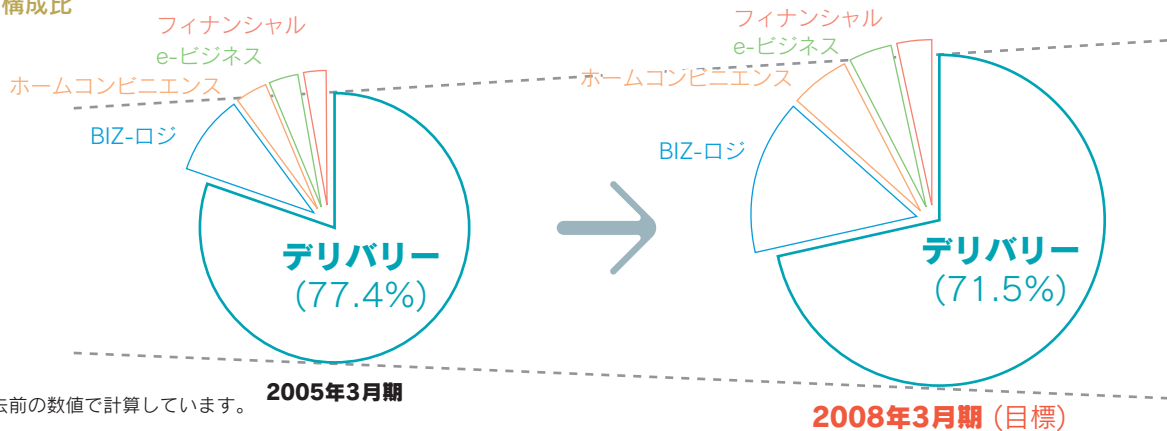 構成比
フィナンシャル
e-ビジネス
ホームコンビニエンス
BIZ-ロジ
デリバリー
(77.4%)
2005年3月期
フィナンシャル
e-ビジネス
ホームコンビニエンス
BIZ-ロジ
デリバリー
(71.5%)
2008年3月期 (目標)
去前の数値で計算しています。